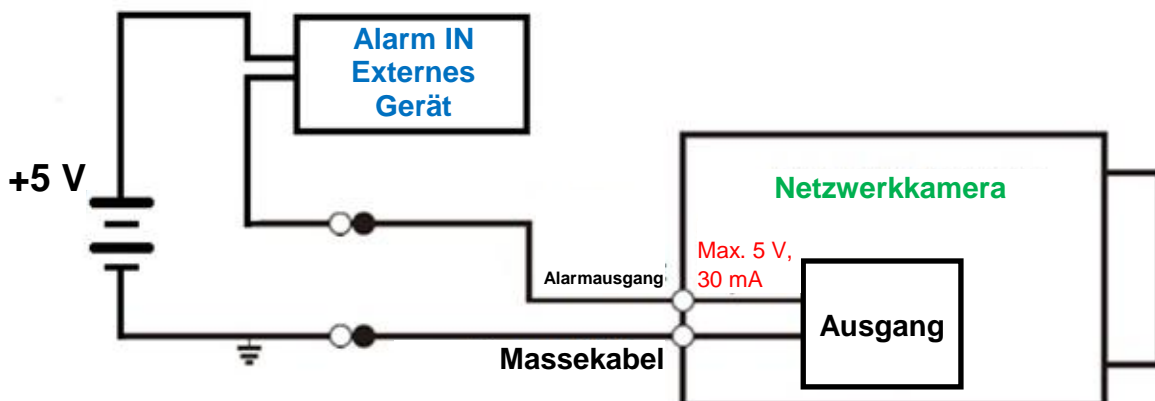 Alarm IN
Externes
Gerät
+5 V
Netzwerkkamera
Max. 5 V,
30 mA
Alarmausgang
Ausgang
Massekabel